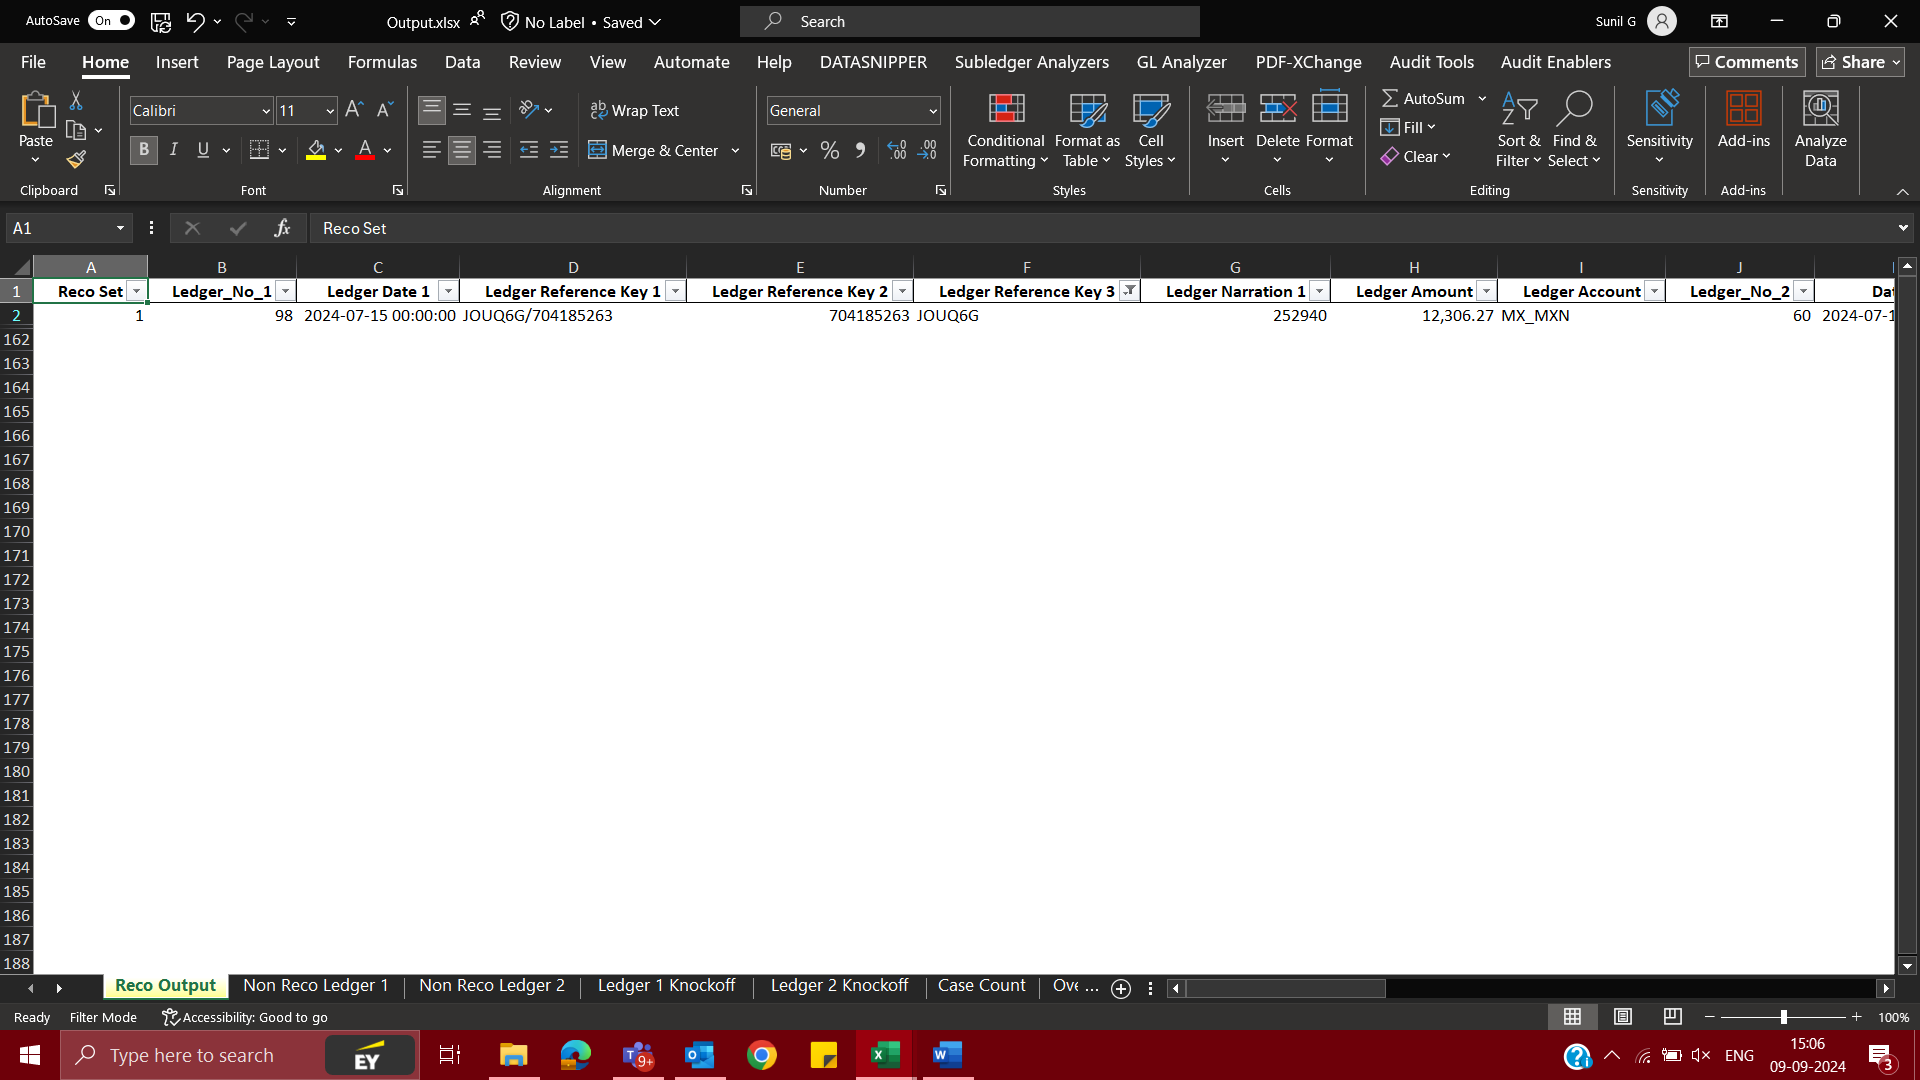 AutoSave On Output.xlsx No Label • Saved Search Sunil G
File Home Insert Page Layout Formulas Data Review View Automate Help DATASNIPPER Subledger Analyzers GL Analyzer PDF-XChange Audit Tools Audit Enablers Comments Share
Paste Calibri 11 Wrap Text General Conditional Formatting Format as Table Cell Styles Insert Delete Format AutoSum Sort & Filter Find & Select Sensitivity Add-ins Analyze Data
B I U A Merge & Center % Fill
Clear
Clipboard Font Alignment Number Styles Cells Editing Sensitivity Add-ins
A1 fx Reco Set
A B C D E F G H I J
1 Reco Set Ledger_No_1 Ledger Date 1 Ledger Reference Key 1 Ledger Reference Key 2 Ledger Reference Key 3 Ledger Narration 1 Ledger Amount Ledger Account Ledger_No_2 Dat
2 1 98 2024-07-15 00:00:00 JOUQ6G/704185263 704185263 JOUQ6G 252940 12,306.27 MX_MXN 60 2024-07-1
162
163
164
165
166
167
168
169
170
171
172
173
174
175
176
177
178
179
180
181
182
183
184
185
186
187
188
Reco Output Non Reco Ledger 1 Non Reco Ledger 2 Ledger 1 Knockoff Ledger 2 Knockoff Case Count Ove ...
Ready Filter Mode Accessibility: Good to go 100%
Type here to search EY 9+ ENG 15:06
09-09-2024 3